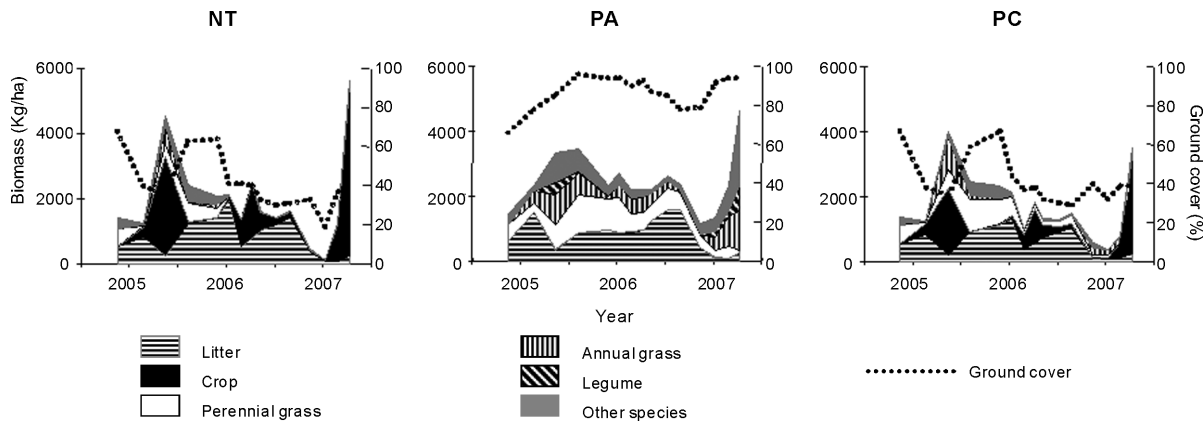 NT
PA
PC
6000 100 6000 100 6000 100
80 80 80
4000 4000 4000
60 60 60
40 40 40
2000 2000 2000
20 20 20
0 0 0 0 0 0
Biomass (Kg/ha)
Ground cover (%)
2005 2006 2007 2005 2006 2007 2005 2006 2007
Year
Litter
Crop
Perennial grass
Annual grass
Legume
Other species
Ground cover